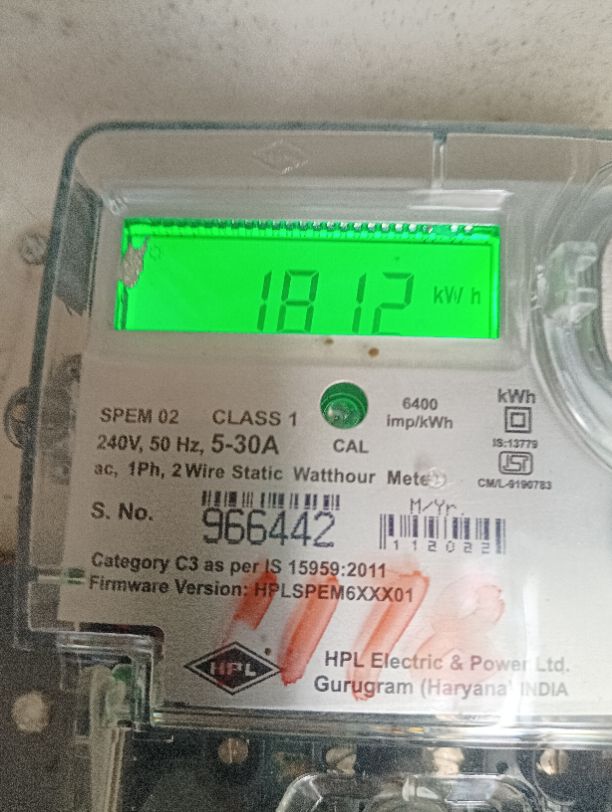 1812 kWh
kWh
6400
imp/kWh
SPEM 02 CLASS 1
CAL
240V, 50 Hz, 5-30A
IS:13779
ac, 1Ph, 2 Wire Static Watthour Meter
ISI
CM/L-9190783
S. No. 966442
M/Yr.
112022
Category C3 as per IS 15959:2011
Firmware Version: HPLSPEM6XXX01
HPL
HPL Electric & Power Ltd.
Gurugram (Haryana) INDIA